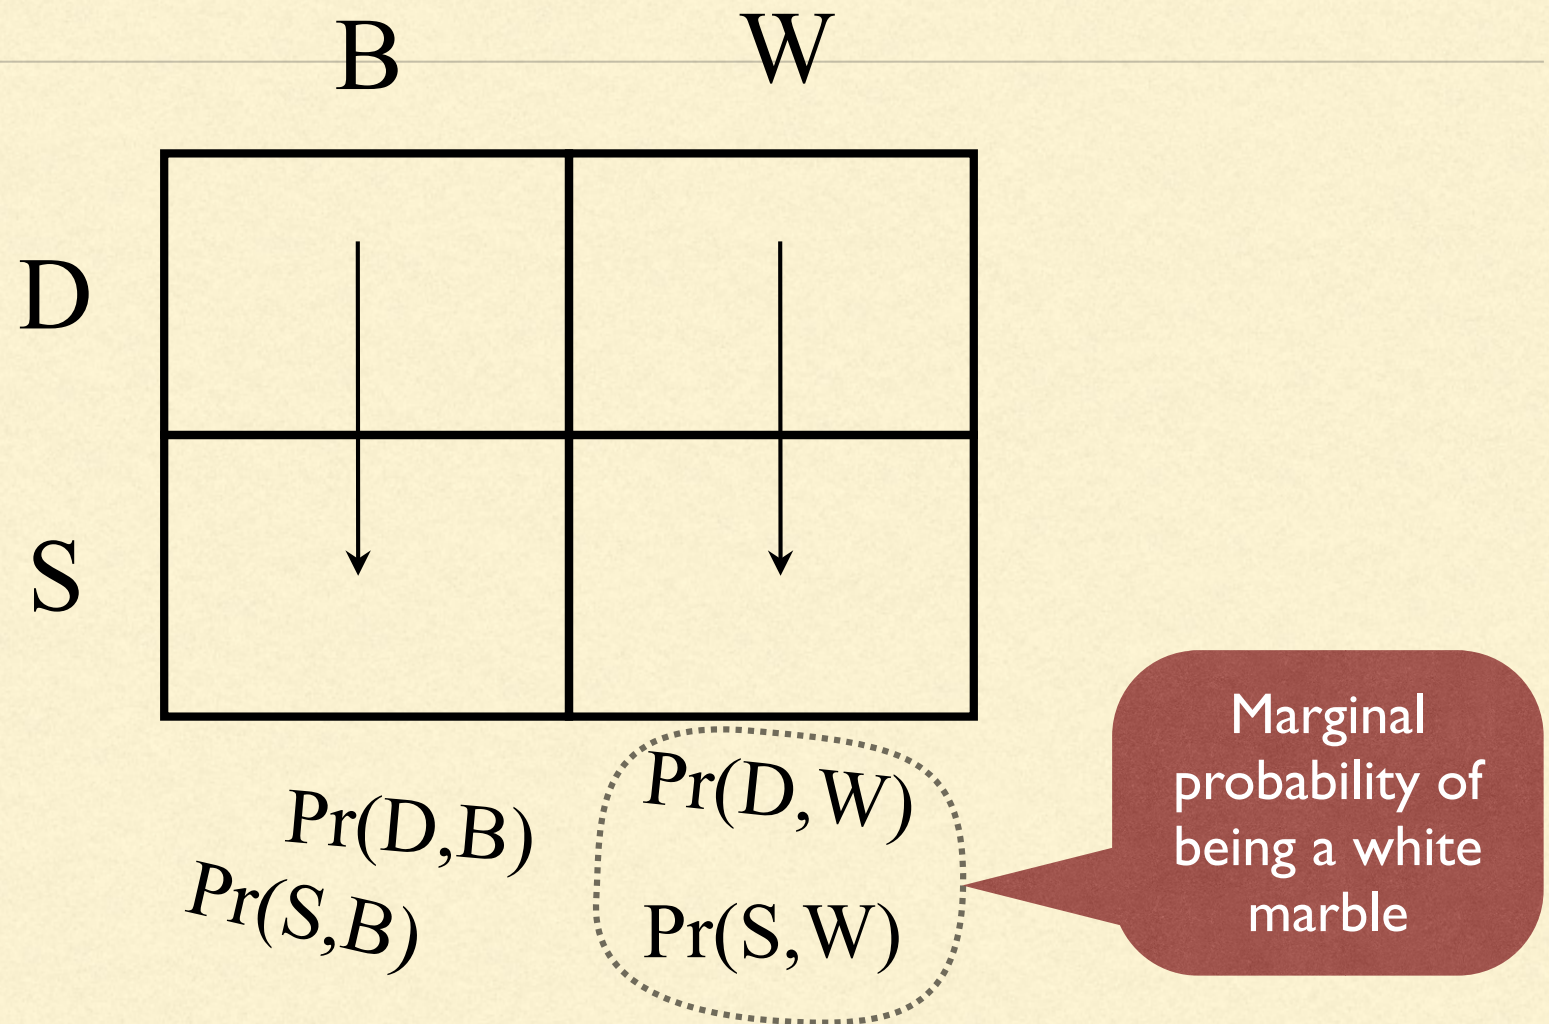 B W
D
S
Pr(D,B)
Pr(S,B)
Pr(D,W)
Pr(S,W)
Marginal
probability of
being a white
marble